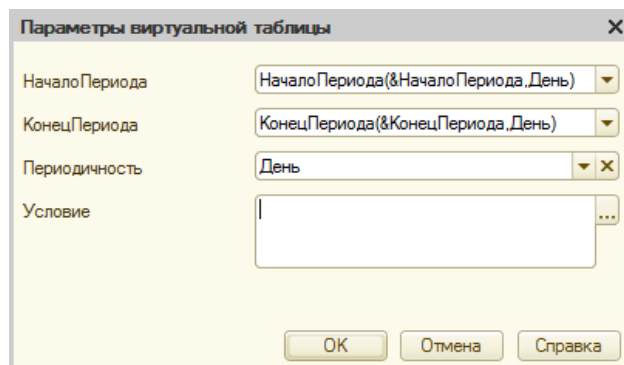 Параметры виртуальной таблицы
НачалоПериода НачалоПериода(&НачалоПериода,День)
КонецПериода КонецПериода(&КонецПериода,День)
Периодичность День
Условие ...
OK Отмена Справка